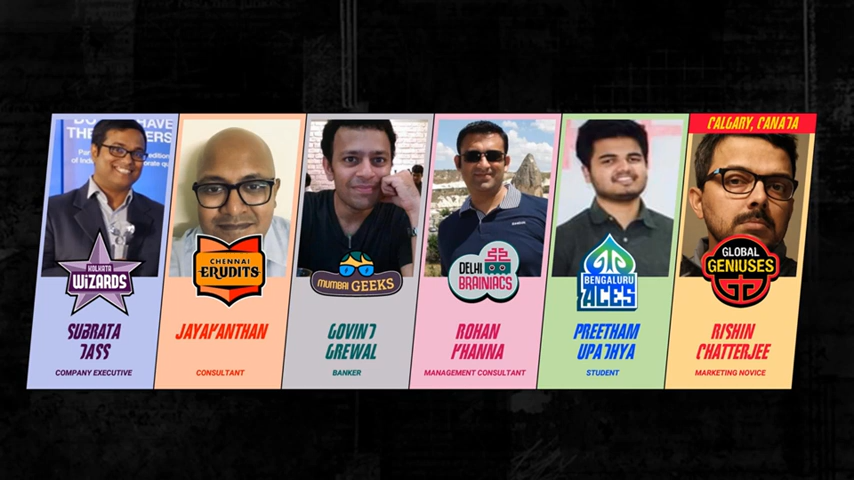 CALGARY, CANADA
KOLKATA
WiZARDS
CHENNAI
ERUDITS
MUMBAI GEEKS
DELHI
BRAINIACS
BENGALURU
ACES
GLOBAL
GENIUSES
SUBRATA
DASS
COMPANY EXECUTIVE
JAYAKANTHAN
CONSULTANT
GOVIND
GREWAL
BANKER
ROHAN
KHANNA
MANAGEMENT CONSULTANT
PREETHAM
UPADHYA
STUDENT
RISHIN
CHATTERJEE
MARKETING NOVICE